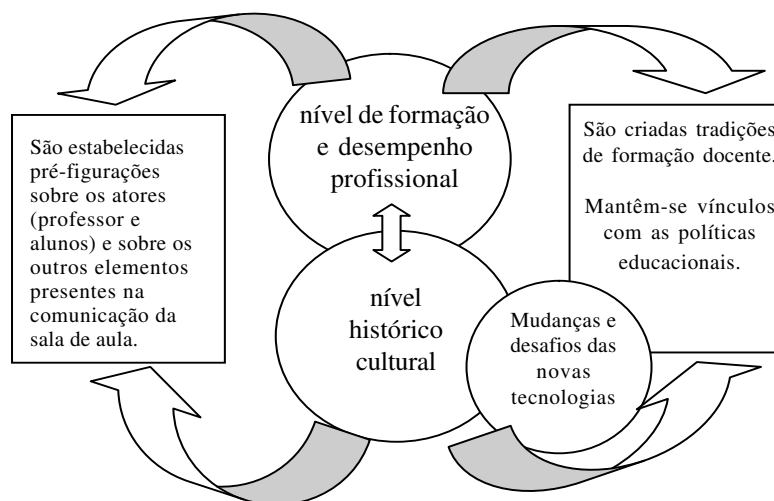 nível de formação
e desempenho
profissional
São estabelecidas
pré-figurações
sobre os atores
(professor e
alunos) e sobre os
outros elementos
presentes na
comunicação da
sala de aula.
São criadas tradições
de formação docente.
Mantêm-se vínculos
com as políticas
educacionais.
nível
histórico
cultural
Mudanças e
desafios das
novas
tecnologias